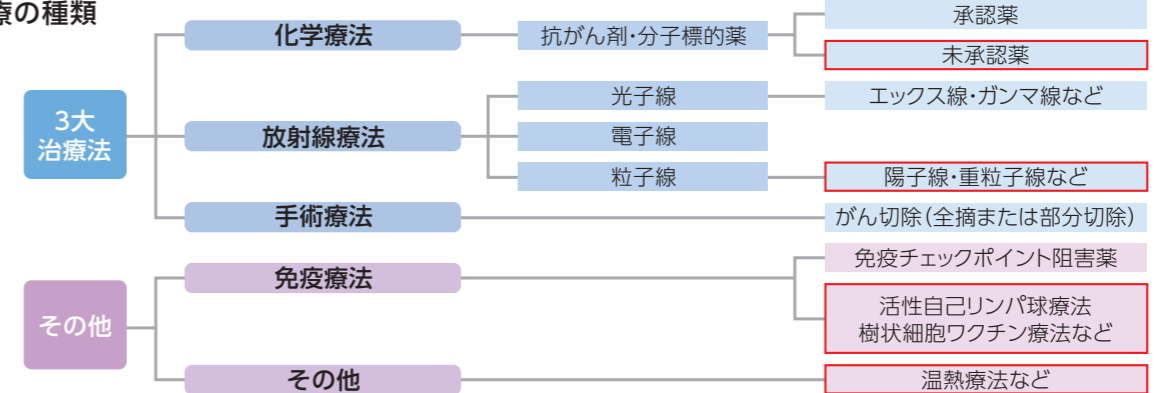 療の種類
3大
治療法
化学療法
抗がん剤・分子標的薬
承認薬
未承認薬
放射線療法
光子線
エックス線・ガンマ線など
電子線
粒子線
陽子線・重粒子線など
手術療法
がん切除（全摘または部分切除）
その他
免疫療法
免疫チェックポイント阻害薬
活性自己リンパ球療法
樹状細胞ワクチン療法など
その他
温熱療法など